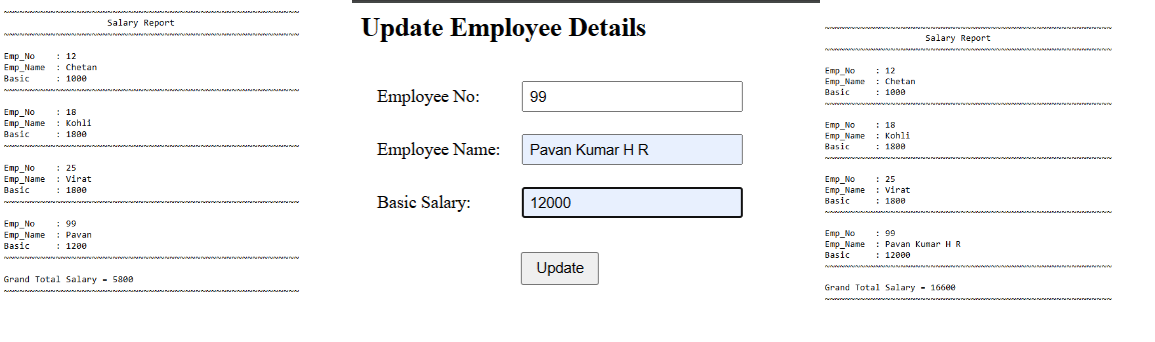 ~~~~~~~~~~~~~~~~~~~~~~~~~~~~~~~~~~~~~~~~~~~~~~~~~~~~~~~~~~~
Salary Report
~~~~~~~~~~~~~~~~~~~~~~~~~~~~~~~~~~~~~~~~~~~~~~~~~~~~~~~~~~~
Emp_No : 12
Emp_Name : Chetan
Basic : 1000
~~~~~~~~~~~~~~~~~~~~~~~~~~~~~~~~~~~~~~~~~~~~~~~~~~~~~~~~~~~
Emp_No : 18
Emp_Name : Kohli
Basic : 1800
~~~~~~~~~~~~~~~~~~~~~~~~~~~~~~~~~~~~~~~~~~~~~~~~~~~~~~~~~~~
Emp_No : 25
Emp_Name : Virat
Basic : 1800
~~~~~~~~~~~~~~~~~~~~~~~~~~~~~~~~~~~~~~~~~~~~~~~~~~~~~~~~~~~
Emp_No : 99
Emp_Name : Pavan
Basic : 1200
~~~~~~~~~~~~~~~~~~~~~~~~~~~~~~~~~~~~~~~~~~~~~~~~~~~~~~~~~~~
Grand Total Salary = 5800
~~~~~~~~~~~~~~~~~~~~~~~~~~~~~~~~~~~~~~~~~~~~~~~~~~~~~~~~~~~
Update Employee Details
Employee No: 99
Employee Name: Pavan Kumar H R
Basic Salary: 12000
Update
~~~~~~~~~~~~~~~~~~~~~~~~~~~~~~~~~~~~~~~~~~~~~~~~~~~~~~~~~~~
Salary Report
~~~~~~~~~~~~~~~~~~~~~~~~~~~~~~~~~~~~~~~~~~~~~~~~~~~~~~~~~~~
Emp_No : 12
Emp_Name : Chetan
Basic : 1000
~~~~~~~~~~~~~~~~~~~~~~~~~~~~~~~~~~~~~~~~~~~~~~~~~~~~~~~~~~~
Emp_No : 18
Emp_Name : Kohli
Basic : 1800
~~~~~~~~~~~~~~~~~~~~~~~~~~~~~~~~~~~~~~~~~~~~~~~~~~~~~~~~~~~
Emp_No : 25
Emp_Name : Virat
Basic : 1800
~~~~~~~~~~~~~~~~~~~~~~~~~~~~~~~~~~~~~~~~~~~~~~~~~~~~~~~~~~~
Emp_No : 99
Emp_Name : Pavan Kumar H R
Basic : 12000
~~~~~~~~~~~~~~~~~~~~~~~~~~~~~~~~~~~~~~~~~~~~~~~~~~~~~~~~~~~
Grand Total Salary = 16600
~~~~~~~~~~~~~~~~~~~~~~~~~~~~~~~~~~~~~~~~~~~~~~~~~~~~~~~~~~~